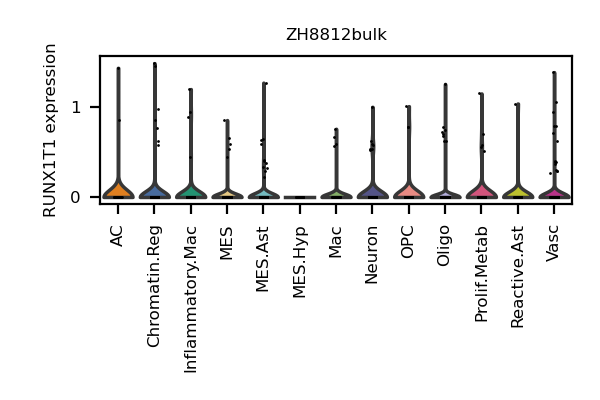 ZH8812bulk
RUNX1T1 expression
1
0
AC
Chromatin.Reg
Inflammatory.Mac
MES
MES.Ast
MES.Hyp
Mac
Neuron
OPC
Oligo
Prolif.Metab
Reactive.Ast
Vasc